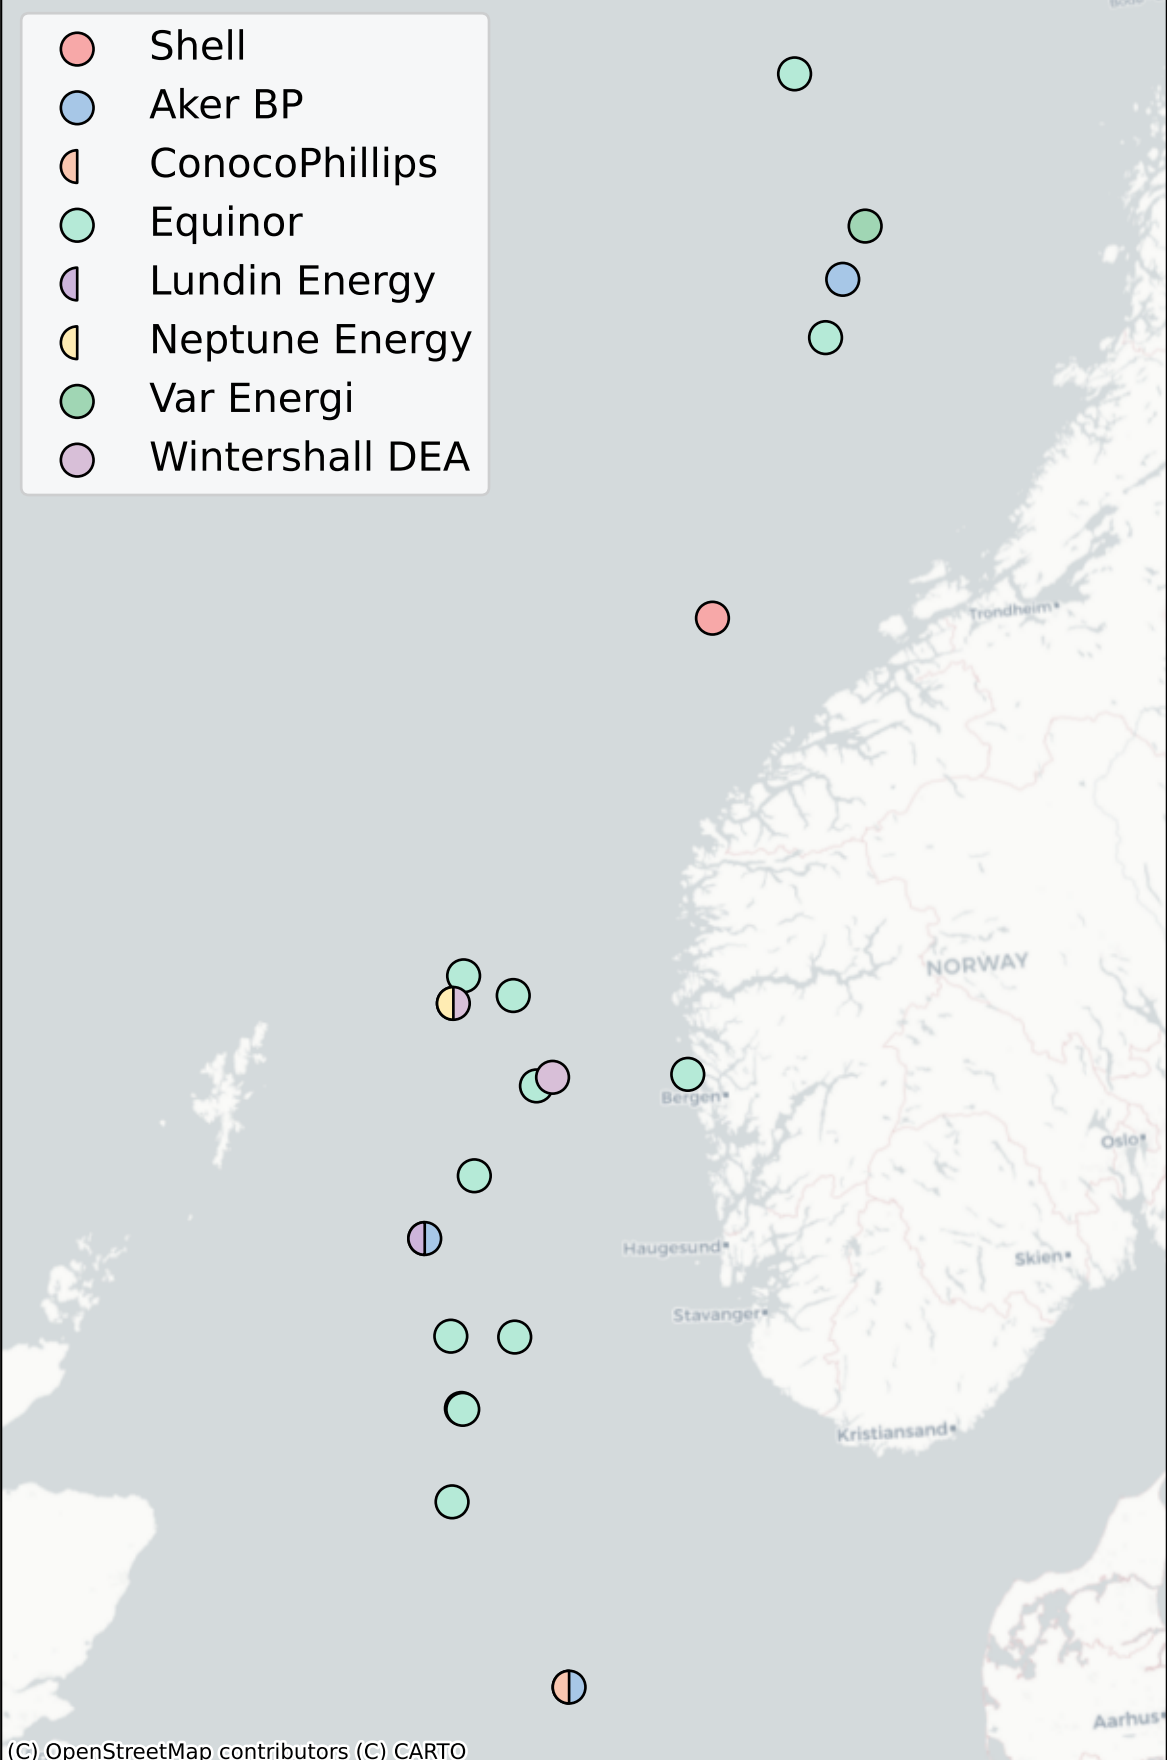 Shell
Aker BP
ConocoPhillips
Equinor
Lundin Energy
Neptune Energy
Var Energi
Wintershall DEA
Trondheim
NORWAY
Bergen
Oslo
Haugesund
Skien
Stavanger
Kristiansand
Aarhus
(C) OpenStreetMap contributors (C) CARTO